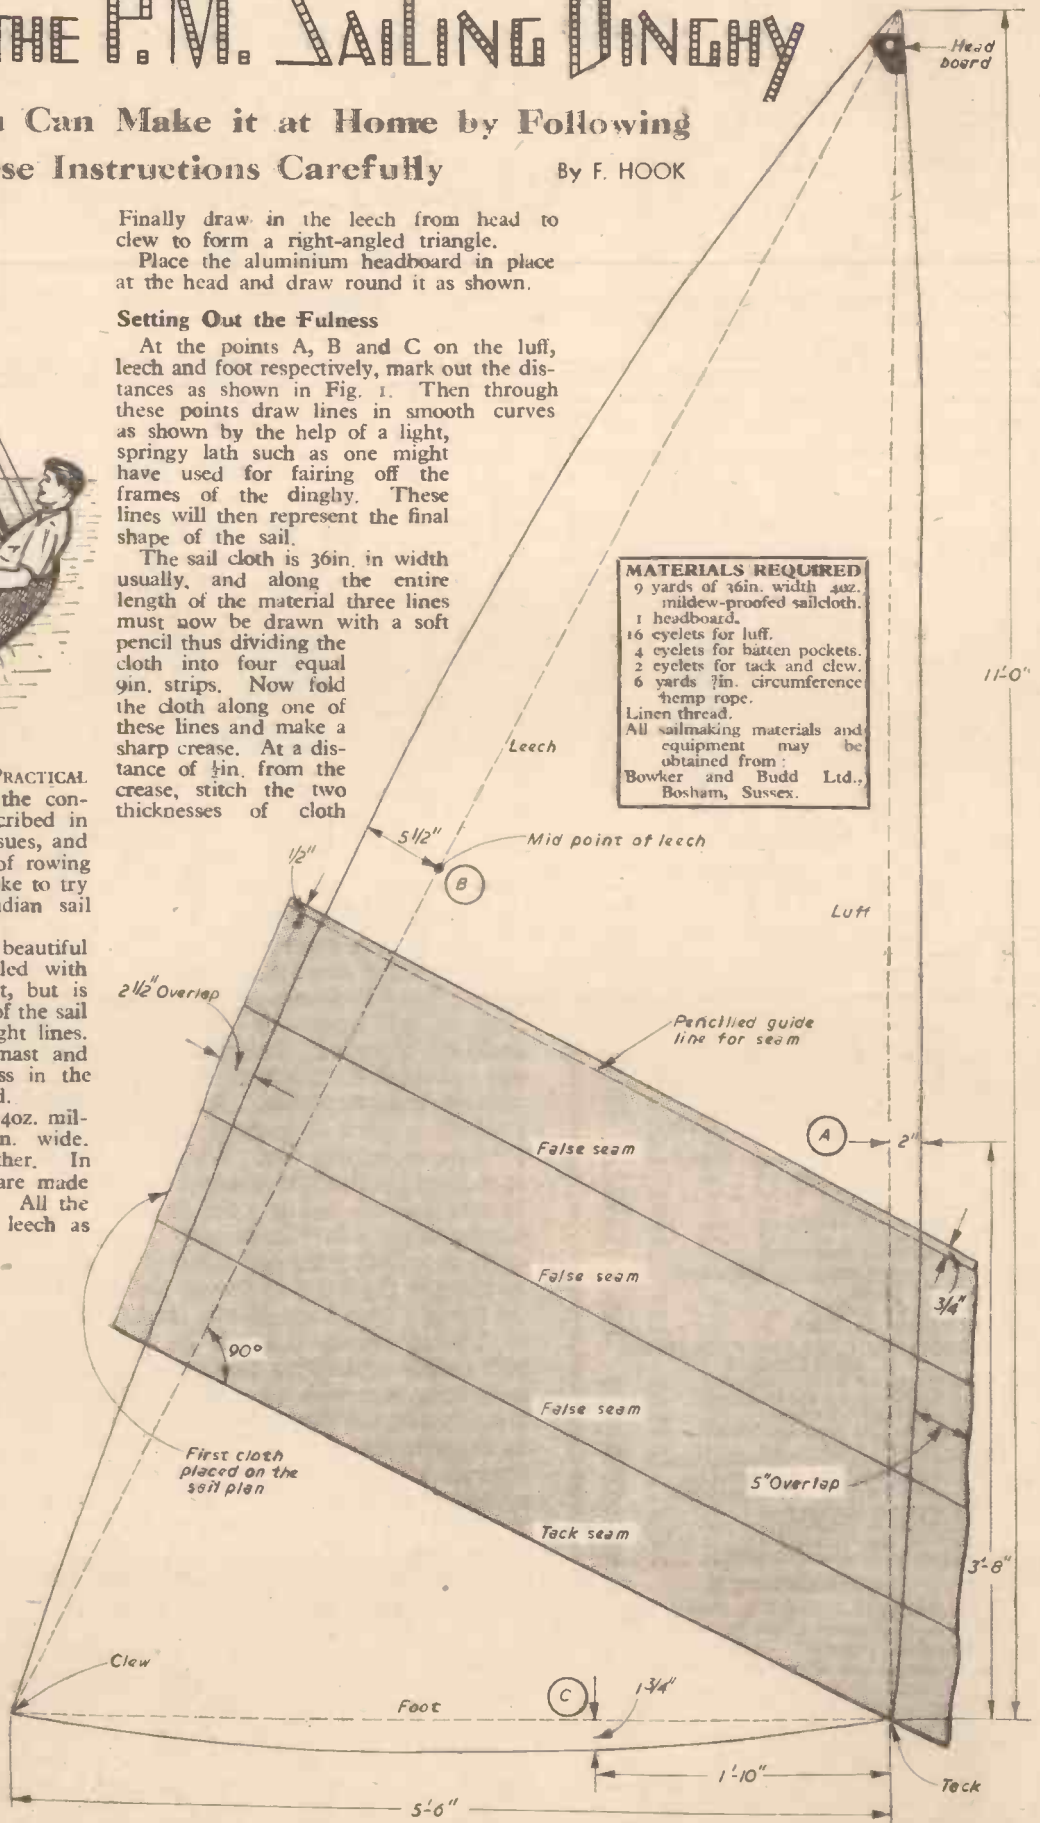 THE P.M. SAILING DINGHY
Can Make it at Home by Following
Instructions Carefully
By F. HOOK
Finally draw in the leech from head to
clew to form a right-angled triangle.
Place the aluminium headboard in place
at the head and draw round it as shown.
Setting Out the Fulness
At the points A, B and C on the luff,
leech and foot respectively, mark out the dis-
tances as shown in Fig. 1. Then through
these points draw lines in smooth curves
as shown by the help of a light,
springy lath such as one might
have used for fairing off the
frames of the dinghy. These
lines will then represent the final
shape of the sail.
The sail cloth is 36in. in width
usually, and along the entire
length of the material three lines
must now be drawn with a soft
pencil thus dividing the
cloth into four equal
9in. strips. Now fold
the cloth along one of
these lines and make a
sharp crease. At a dis-
tance of ½in. from the
crease, stitch the two
thicknesses of cloth
PRACTICAL
the con-
cribed in
sues, and
of rowing
ke to try
dian sail
beautiful
led with
t, but is
of the sail
ght lines.
mast and
ss in the
d.
4oz. mil-
n. wide.
ther. In
are made
All the
leech as
MATERIALS REQUIRED
9 yards of 36in. width 4oz.
mildew-proofed sailcloth.
1 headboard.
16 eyelets for luff.
4 eyelets for batten pockets.
2 eyelets for tack and clew.
6 yards in. circumference
hemp rope.
Linen thread.
All sailmaking materials and
equipment may be
obtained from :
Bowker and Budd Ltd.,
Bosham, Sussex.
Head
board
11'-0"
Leech
5 1/2"
Mid point of leech
B
1/2"
Luff
2 1/2" Overlap
Pencilled guide
line for seam
A
2"
False seam
3/4"
False seam
90°
False seam
First cloth
placed on the
sail plan
5" Overlap
Tack seam
3'-8"
Clew
Foot
C
1 3/4"
1'-10"
Tack
5'-6"